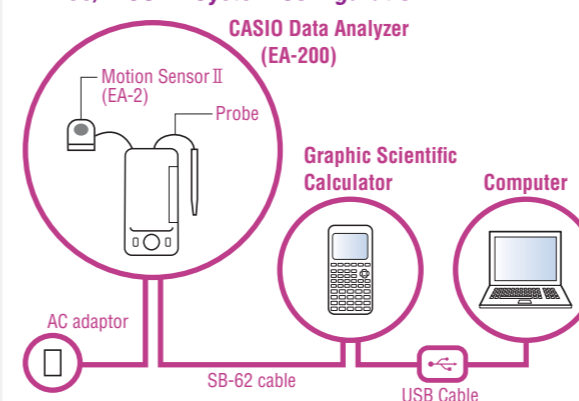 CASIO Data Analyzer
(EA-200)
Motion Sensor Ⅱ
(EA-2)
Probe
Graphic Scientific
Calculator
Computer
AC adaptor
SB-62 cable
USB Cable